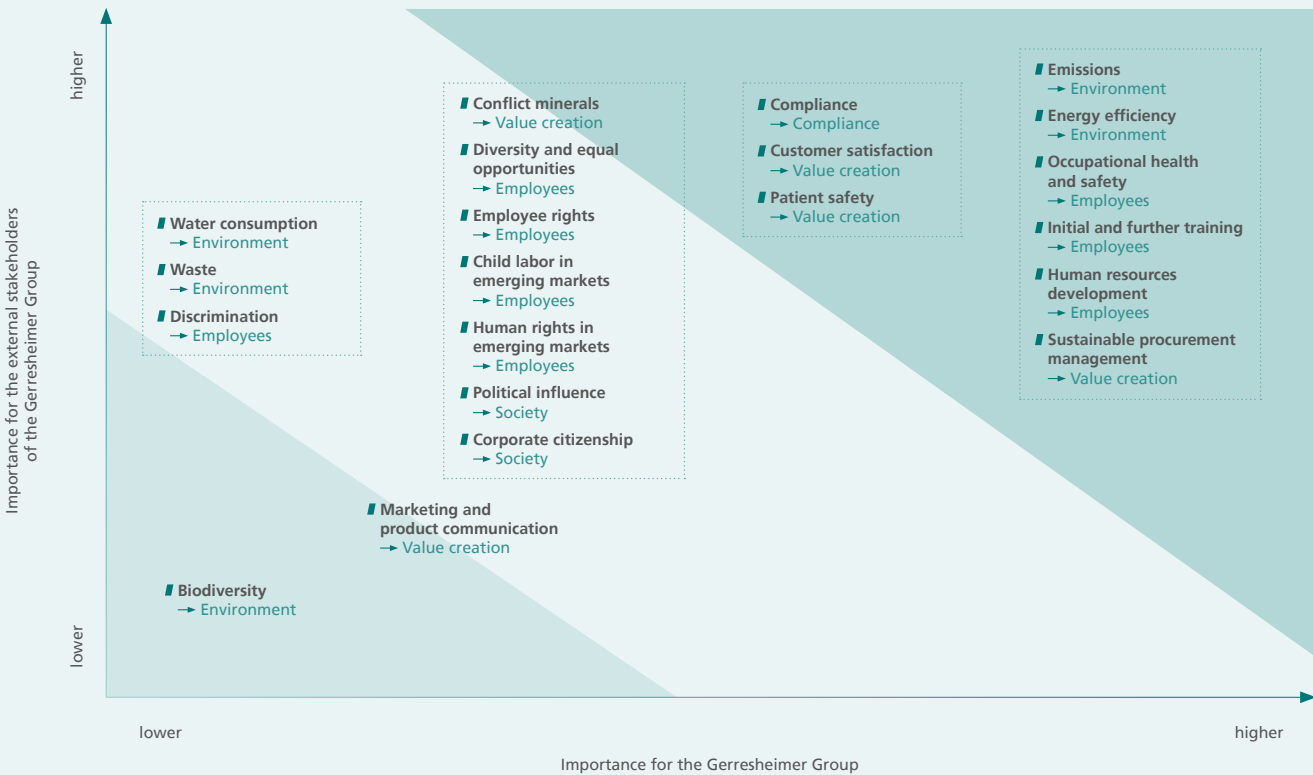 higher
Importance for the external stakeholders
of the Gerresheimer Group
lower
Water consumption
→ Environment
Waste
→ Environment
Discrimination
→ Employees
Conflict minerals
→ Value creation
Diversity and equal
opportunities
→ Employees
Employee rights
→ Employees
Child labor in
emerging markets
→ Employees
Human rights in
emerging markets
→ Employees
Political influence
→ Society
Corporate citizenship
→ Society
Compliance
→ Compliance
Customer satisfaction
→ Value creation
Patient safety
→ Value creation
Emissions
→ Environment
Energy efficiency
→ Environment
Occupational health
and safety
→ Employees
Initial and further training
→ Employees
Human resources
development
→ Employees
Sustainable procurement
management
→ Value creation
Marketing and
product communication
→ Value creation
Biodiversity
→ Environment
lower
higher
Importance for the Gerresheimer Group